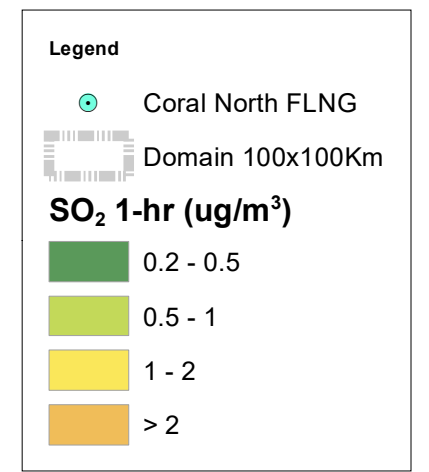 Legend
Coral North FLNG
Domain 100x100Km
SO₂ 1-hr (ug/m³)
0.2 - 0.5
0.5 - 1
1 - 2
> 2